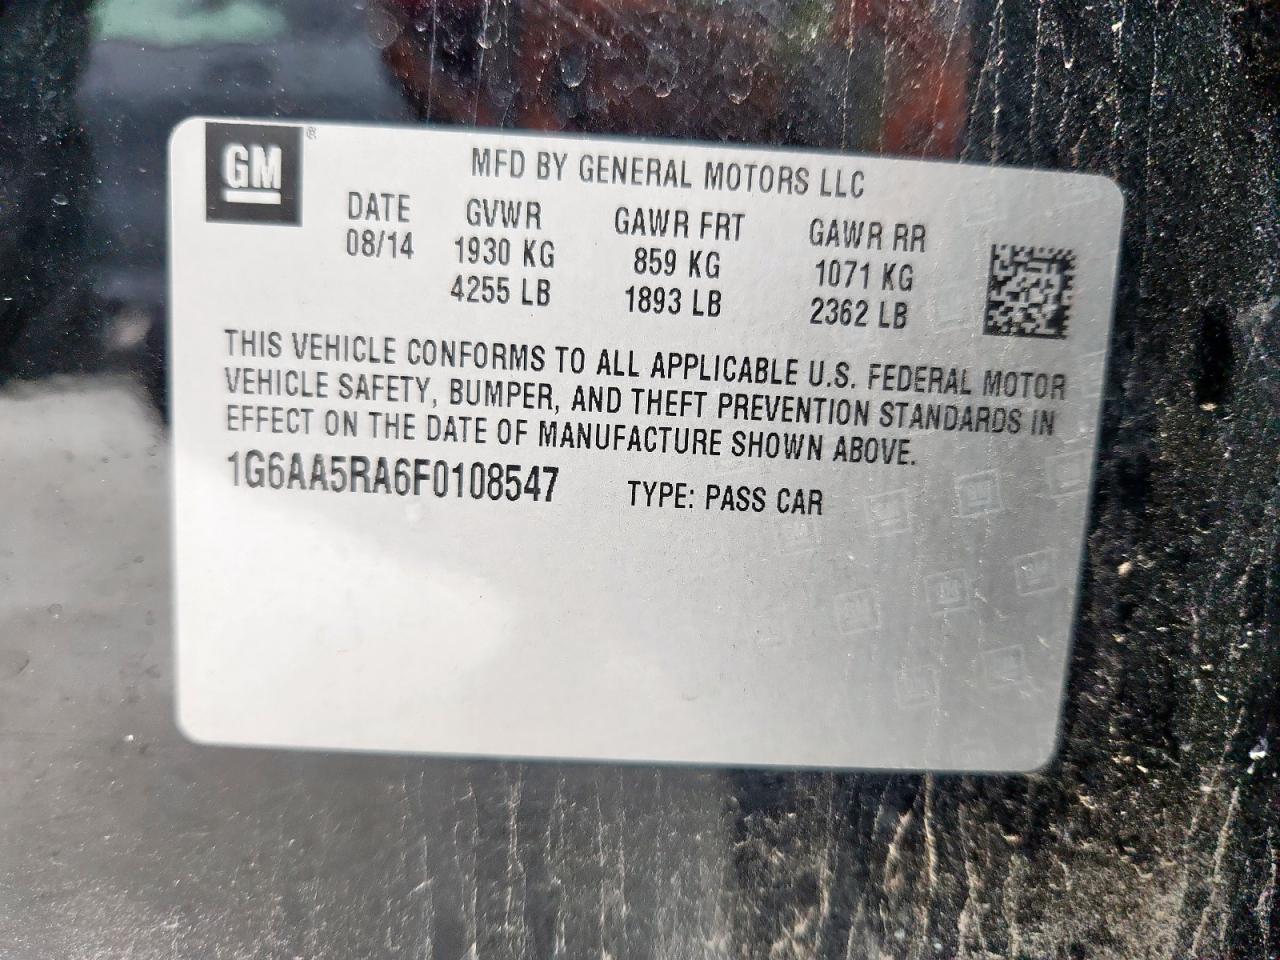 GM ®
MFD BY GENERAL MOTORS LLC
DATE GVWR GAWR FRT GAWR RR
08/14 1930 KG 859 KG 1071 KG
4255 LB 1893 LB 2362 LB
THIS VEHICLE CONFORMS TO ALL APPLICABLE U.S. FEDERAL MOTOR
VEHICLE SAFETY, BUMPER, AND THEFT PREVENTION STANDARDS IN
EFFECT ON THE DATE OF MANUFACTURE SHOWN ABOVE.
1G6AA5RA6F0108547 TYPE: PASS CAR